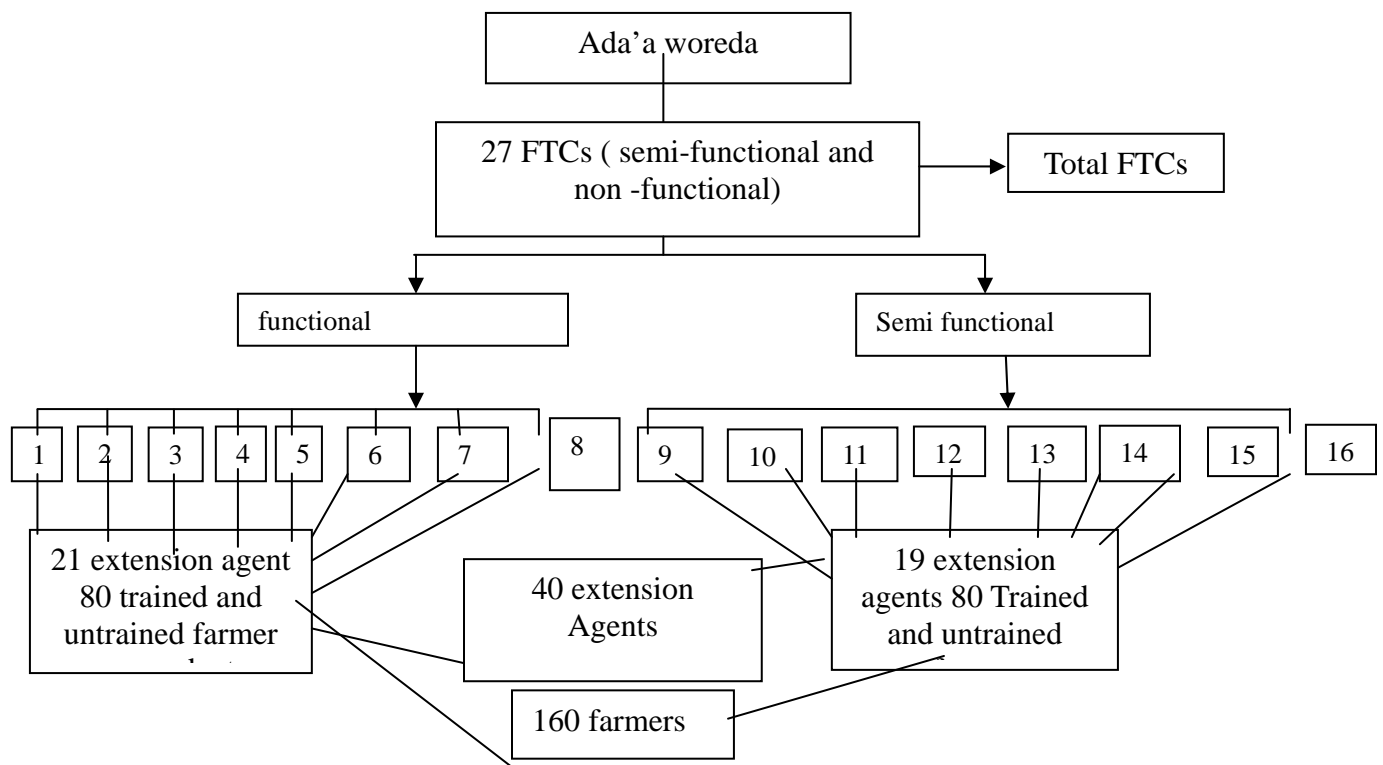 Ada’a woreda
27 FTCs ( semi-functional and
non -functional)
Total FTCs
functional
Semi functional
1
2
3
4
5
6
7
8
9
10
11
12
13
14
15
16
21 extension agent
80 trained and
untrained farmer
40 extension
Agents
19 extension
agents 80 Trained
and untrained
160 farmers